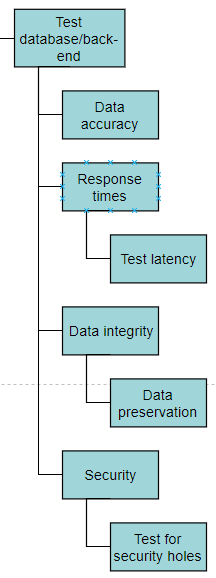 Test
database/back-
end
Data
accuracy
Response
times
Test latency
Data integrity
Data
preservation
Security
Test for
security holes